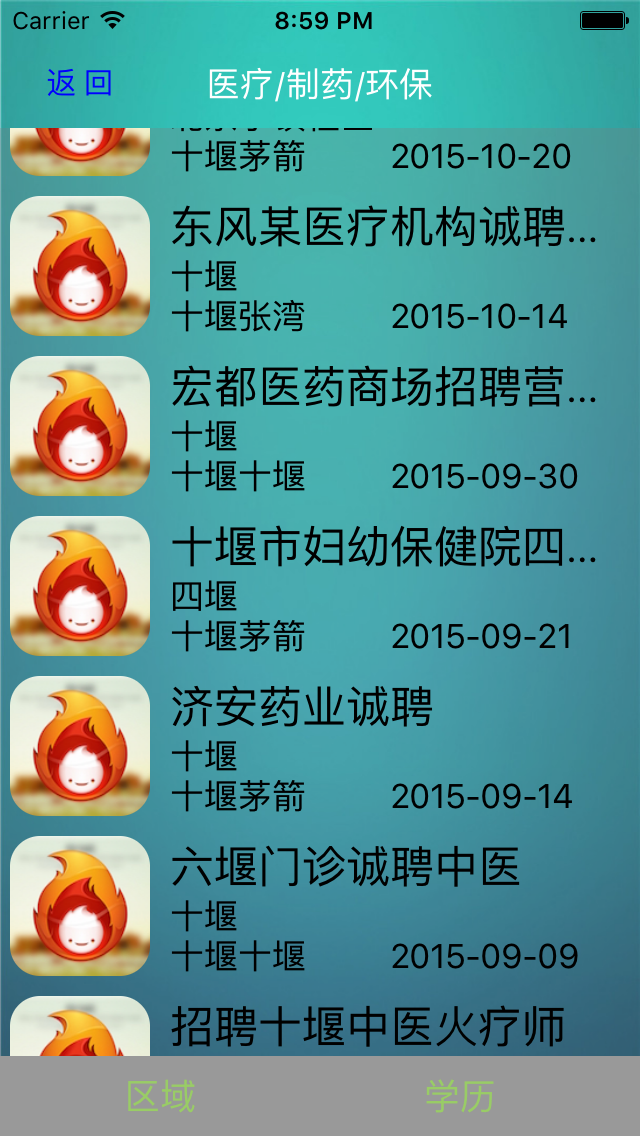 Carrier 8:59 PM
返回 医疗/制药/环保
十堰茅箭 2015-10-20
东风某医疗机构诚聘...
十堰
十堰张湾 2015-10-14
宏都医药商场招聘营...
十堰
十堰十堰 2015-09-30
十堰市妇幼保健院四...
四堰
十堰茅箭 2015-09-21
济安药业诚聘
十堰
十堰茅箭 2015-09-14
六堰门诊诚聘中医
十堰
十堰十堰 2015-09-09
招聘十堰中医火疗师
区域 学历